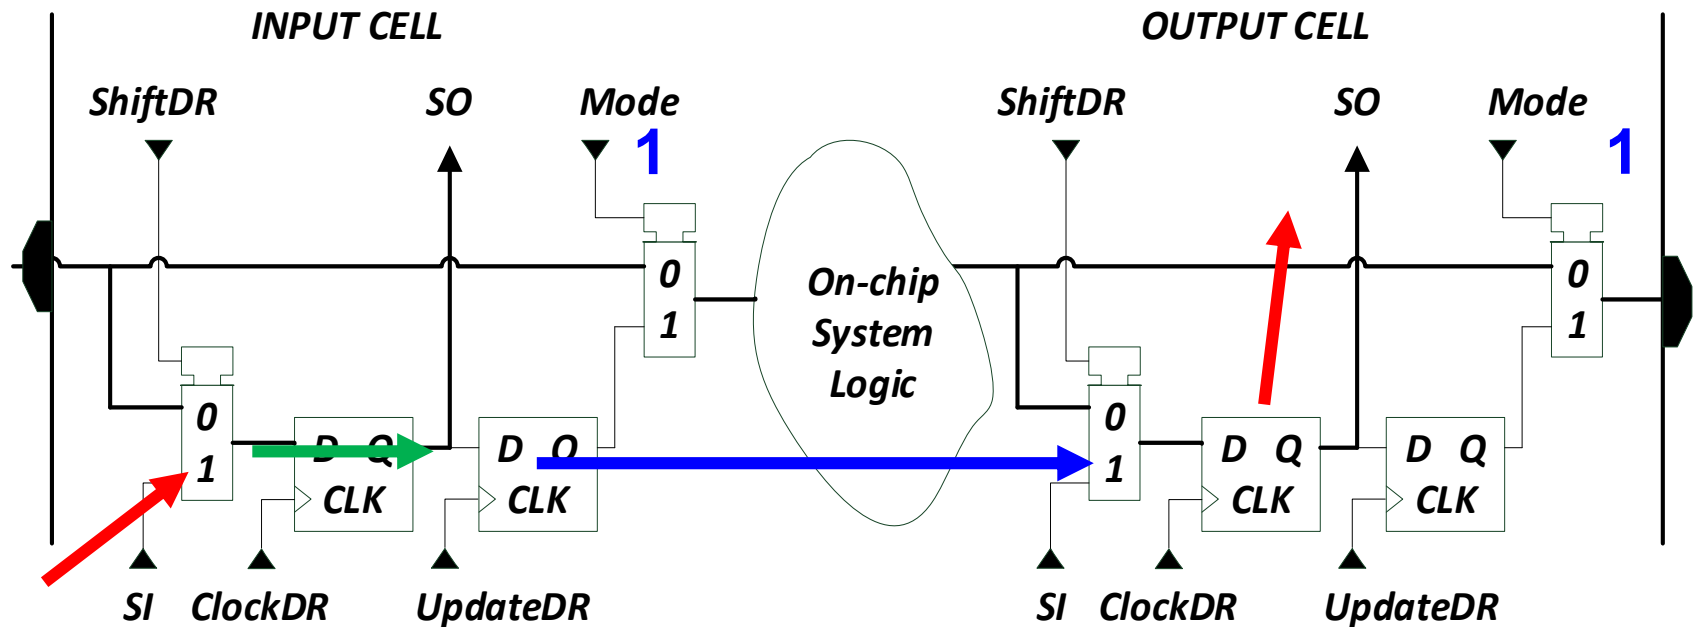 INPUT CELL
OUTPUT CELL
ShiftDR
SO
Mode
ShiftDR
SO
Mode
1
1
0
1
On-chip
System
Logic
0
1
0
1
D Q
CLK
D Q
CLK
0
1
D Q
CLK
D Q
CLK
SI
ClockDR
UpdateDR
SI
ClockDR
UpdateDR